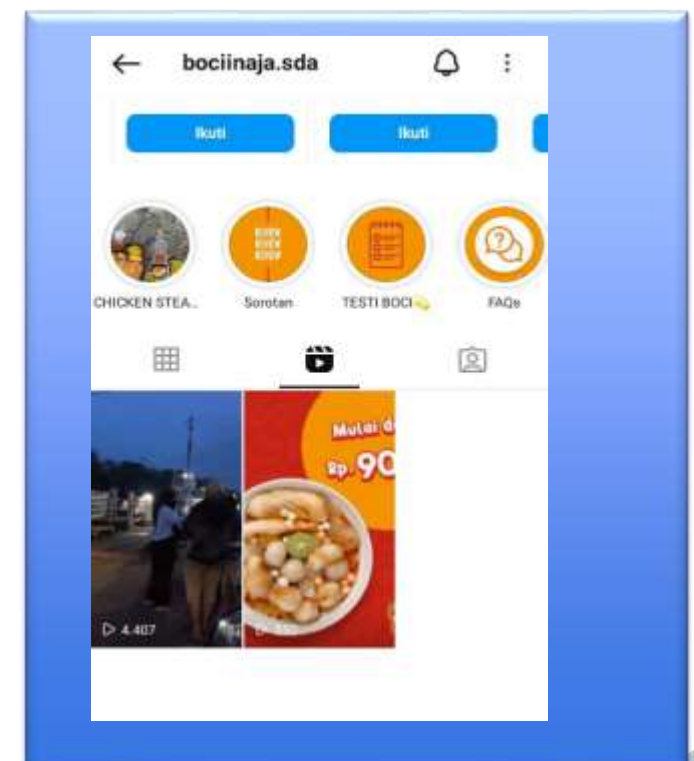 bociinaja.sda
Ikuti
Ikuti
CHICKEN STEA...
Sorotan
TESTI BOCI💫
FAQs
Mulai d
Rp. 90
4.407